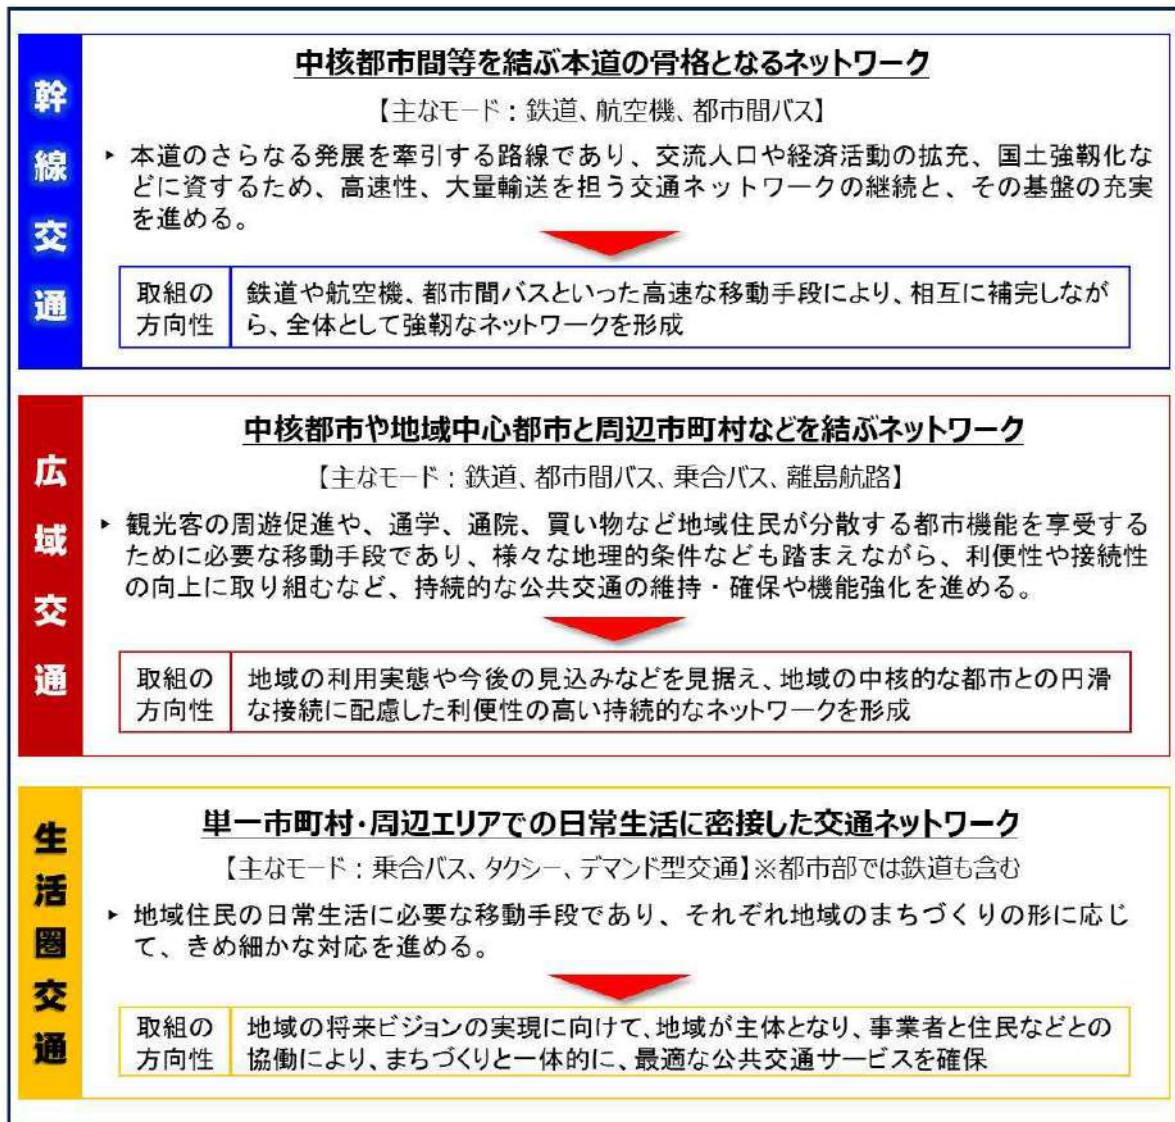 幹線交通
中核都市間等を結ぶ本道の骨格となるネットワーク
【主なモード：鉄道、航空機、都市間バス】
▸ 本道のさらなる発展を牽引する路線であり、交流人口や経済活動の拡充、国土強靱化な
どに資するため、高速性、大量輸送を担う交通ネットワークの継続と、その基盤の充実
を進める。
取組の
方向性
鉄道や航空機、都市間バスといった高速な移動手段により、相互に補完しなが
ら、全体として強靱なネットワークを形成
広域交通
中核都市や地域中心都市と周辺市町村などを結ぶネットワーク
【主なモード：鉄道、都市間バス、乗合バス、離島航路】
▸ 観光客の周遊促進や、通学、通院、買い物など地域住民が分散する都市機能を享受する
ために必要な移動手段であり、様々な地理的条件なども踏まえながら、利便性や接続性
の向上に取り組むなど、持続的な公共交通の維持・確保や機能強化を進める。
取組の
方向性
地域の利用実態や今後の見込みなどを見据え、地域の中核的な都市との円滑
な接続に配慮した利便性の高い持続的なネットワークを形成
生活圏交通
単一市町村・周辺エリアでの日常生活に密接した交通ネットワーク
【主なモード：乗合バス、タクシー、デマンド型交通】※都市部では鉄道も含む
▸ 地域住民の日常生活に必要な移動手段であり、それぞれ地域のまちづくりの形に応じ
て、きめ細かな対応を進める。
取組の
方向性
地域の将来ビジョンの実現に向けて、地域が主体となり、事業者と住民などとの
協働により、まちづくりと一体的に、最適な公共交通サービスを確保